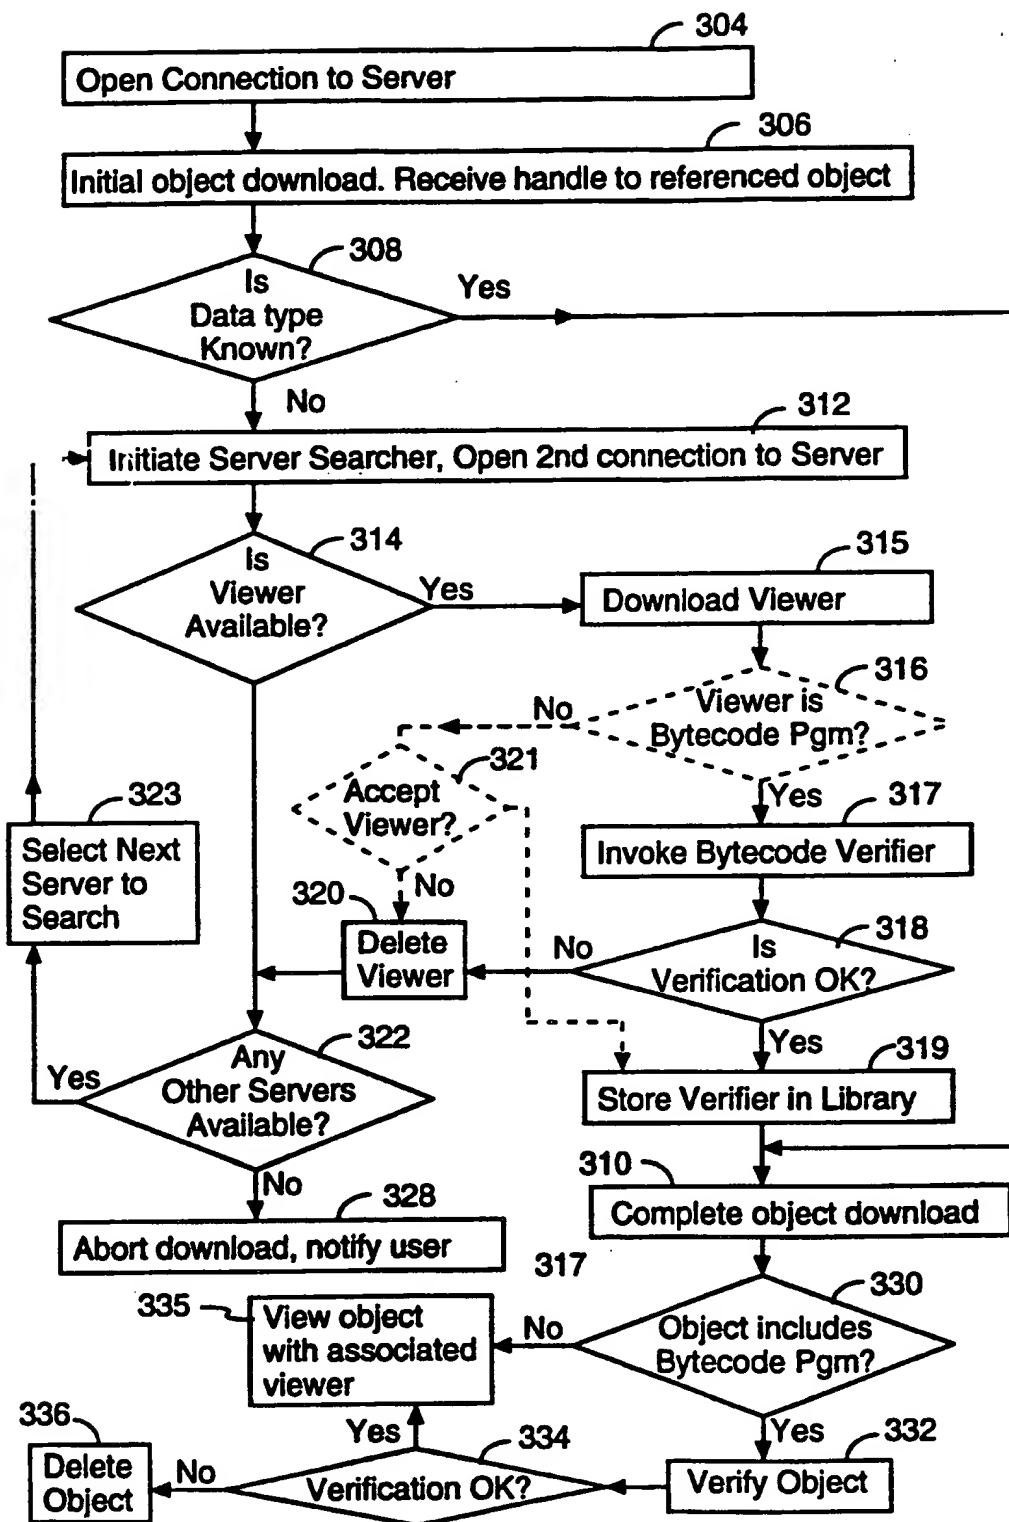 304
Open Connection to Server
306
Initial object download. Receive handle to referenced object
308
Is
Data type
Known?
Yes
No
312
Initiate Server Searcher, Open 2nd connection to Server
314
Is
Viewer
Available?
Yes
315
Download Viewer
316
Viewer is
Bytecode Pgm?
No
Yes
321
Accept
Viewer?
No
317
Invoke Bytecode Verifier
323
Select Next
Server to
Search
320
Delete
Viewer
No
318
Is
Verification OK?
Yes
319
Store Verifier in Library
322
Any
Other Servers
Available?
Yes
No
310
Complete object download
328
Abort download, notify user
317
330
Object includes
Bytecode Pgm?
No
Yes
335
View object
with associated
viewer
Yes
332
Verify Object
334
Verification OK?
No
336
Delete
Object